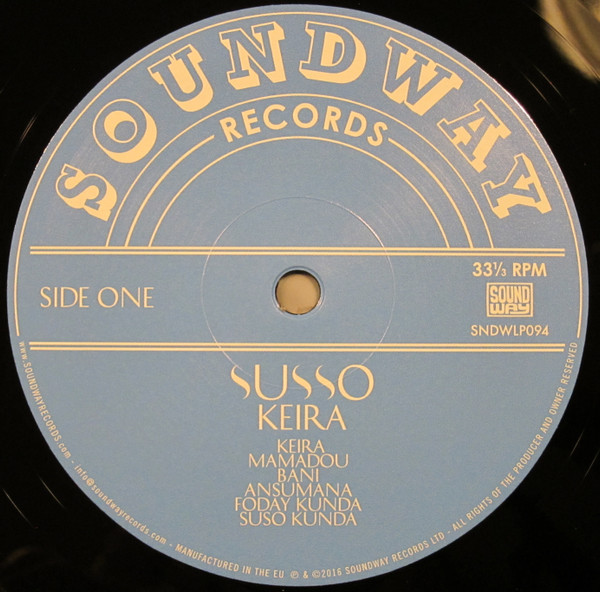 SOUNDWAY
RECORDS
SIDE ONE
33⅓ RPM
SOUND
WAY
SNDWLP094
SUSSO
KEIRA
KEIRA
MAMADOU
BANI
ANSUMANA
FODAY KUNDA
SUSO KUNDA
www.SOUNDWAYRECORDS.com - info@soundwayrecords.com - MANUFACTURED IN THE EU ℗ & ©2016 SOUNDWAY RECORDS LTD - ALL RIGHTS OF THE PRODUCER AND OWNER RESERVED